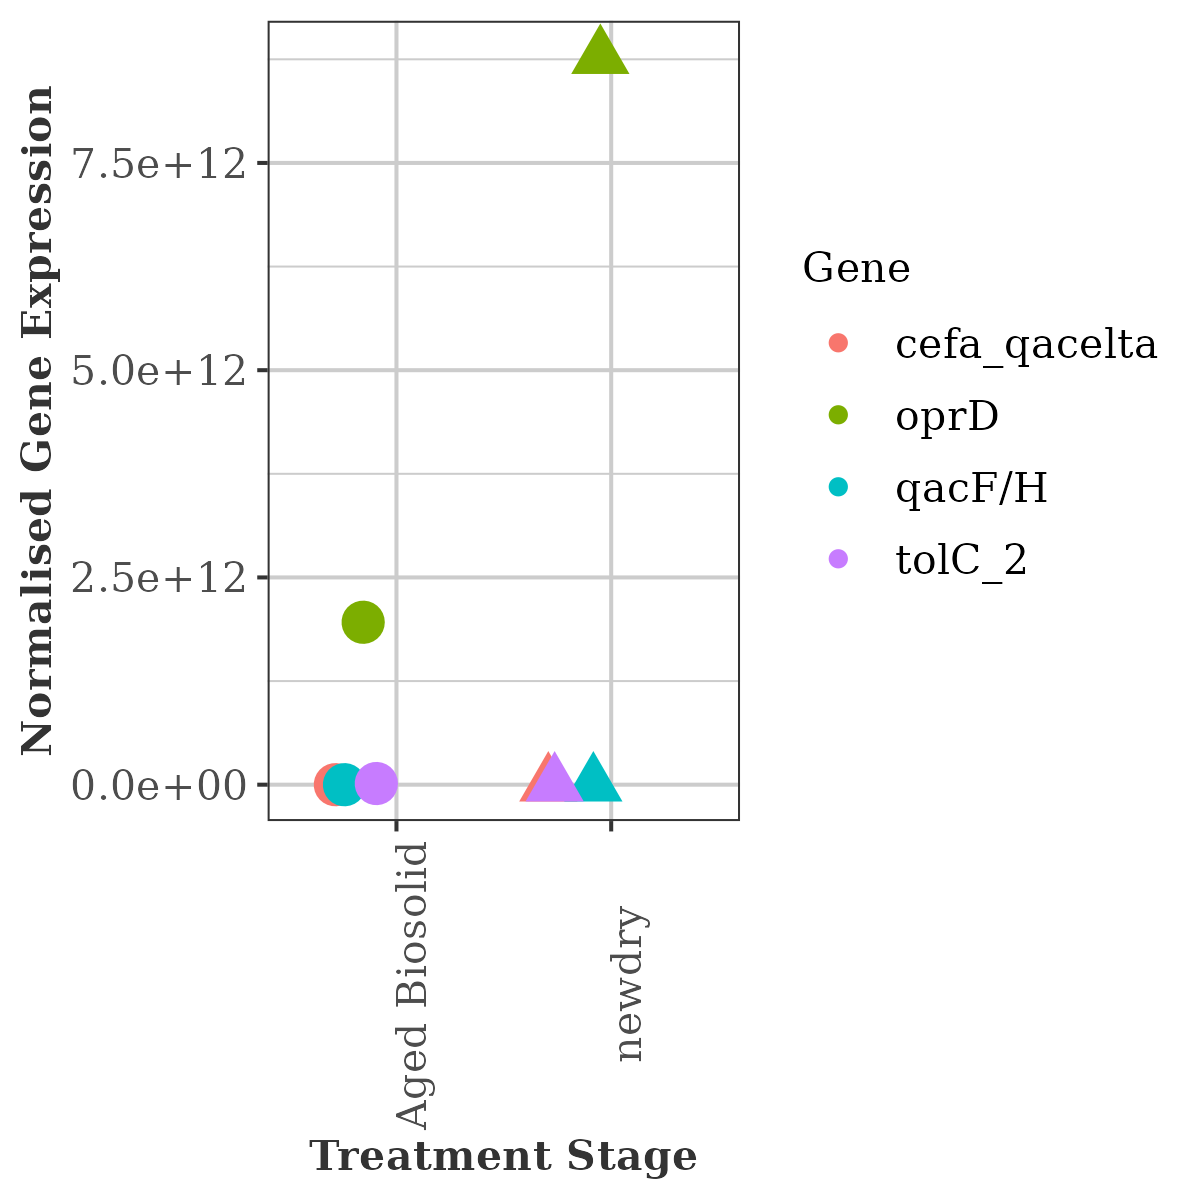 Normalised Gene Expression
7.5e+12
5.0e+12
2.5e+12
0.0e+00
Aged Biosolid
newdry
Treatment Stage
Gene
cefa_qacelta
oprD
qacF/H
tolC_2